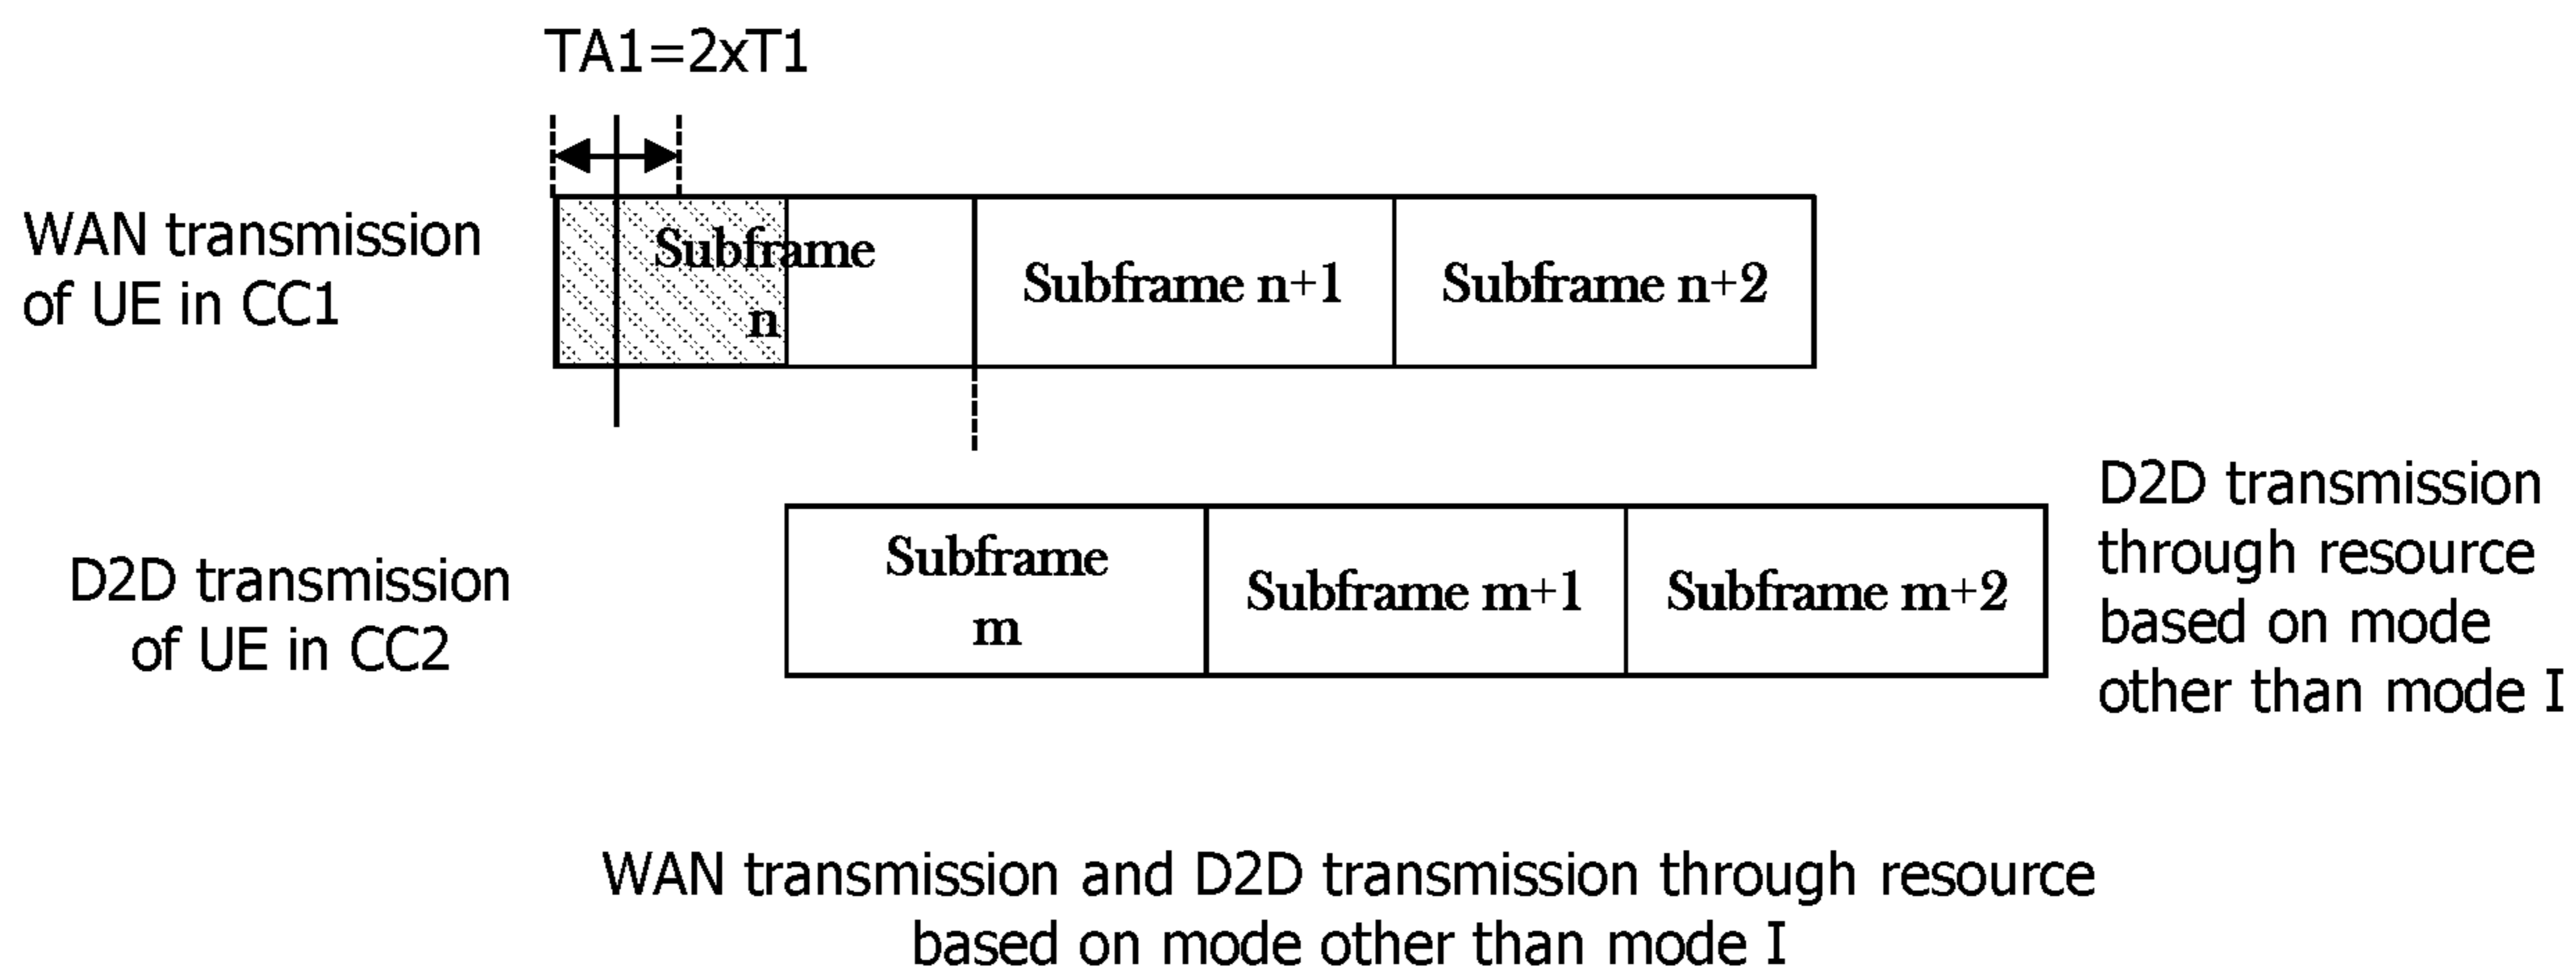 TA1=2xT1
WAN transmission
of UE in CC1
Subframe
n
Subframe n+1
Subframe n+2
D2D transmission
of UE in CC2
Subframe
m
Subframe m+1
Subframe m+2
D2D transmission
through resource
based on mode
other than mode I
WAN transmission and D2D transmission through resource
based on mode other than mode I